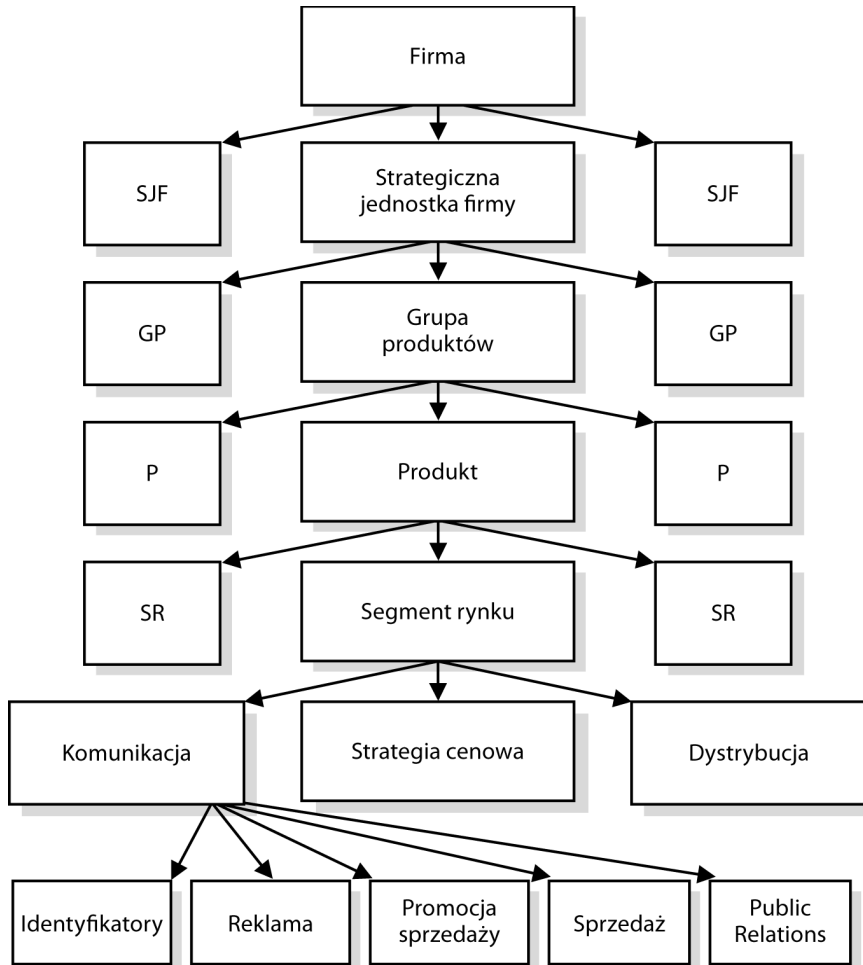 Firma
SJF
Strategiczna
jednostka firmy
SJF
GP
Grupa
produktów
GP
P
Produkt
P
SR
Segment rynku
SR
Komunikacja
Strategia cenowa
Dystrybucja
Identyfikatory
Reklama
Promocja
sprzedaży
Sprzedaż
Public
Relations